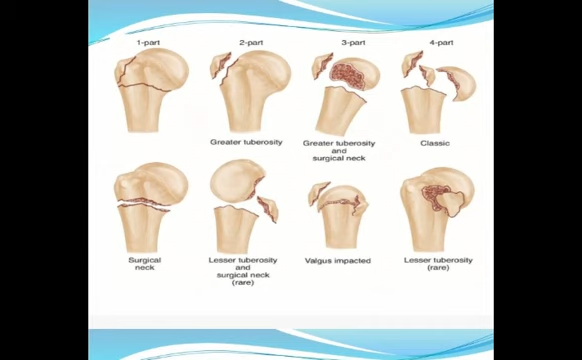 1-part 2-part 3-part 4-part
Greater tuberosity
Greater tuberosity
and
surgical neck
Classic
Surgical
neck
Lesser tuberosity
and
surgical neck
(rare)
Valgus impacted
Lesser tuberosity
(rare)